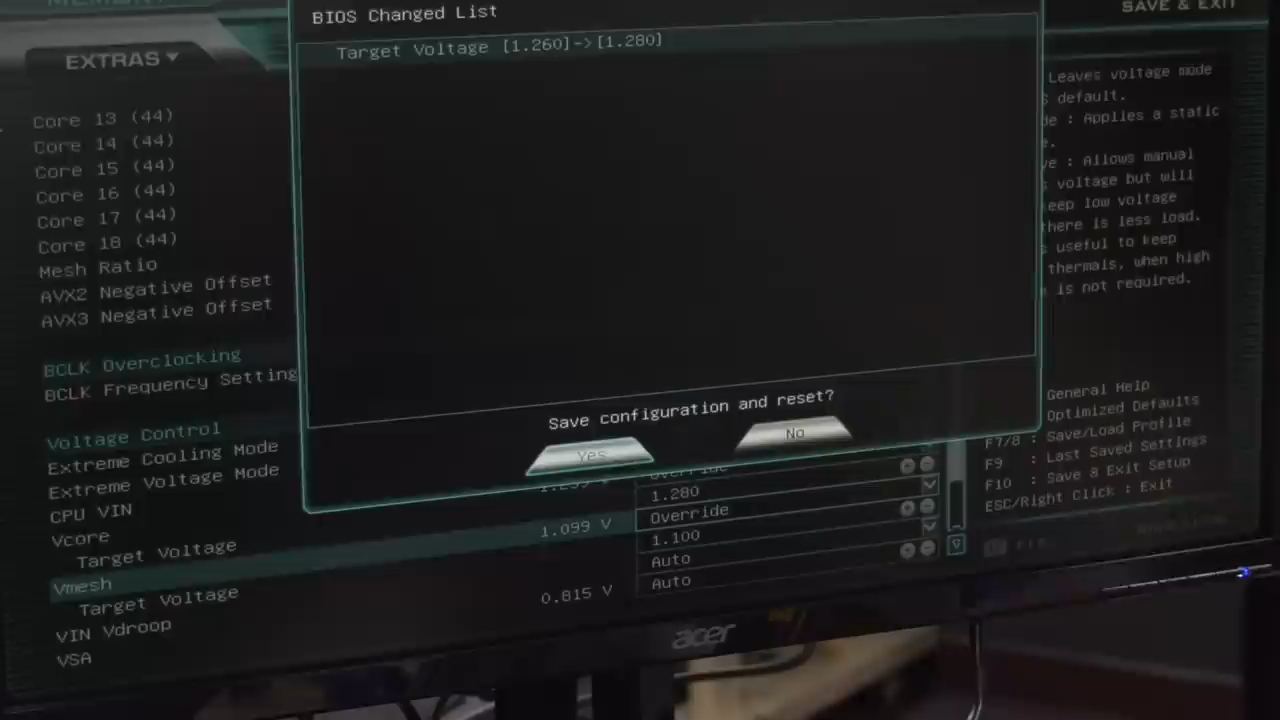 SAVE & EXIT
BIOS Changed List
Target Voltage [1.260]->[1.280]
EXTRAS
Core 13 (44)
Core 14 (44)
Core 15 (44)
Core 16 (44)
Core 17 (44)
Core 18 (44)
Mesh Ratio
AVX2 Negative Offset
AVX3 Negative Offset
BCLK Overclocking
BCLK Frequency Setting
Voltage Control
Extreme Cooling Mode
Extreme Voltage Mode
CPU VIN
Vcore
Target Voltage
Vmesh
Target Voltage
VIN Vdroop
VSA
Save configuration and reset?
Yes
No
1.280
Override
1.099 V
1.100
Auto
Auto
0.815 V
Leaves voltage mode
default.
: Applies a static
: Allows manual
voltage but will
keep low voltage
there is less load.
useful to keep
thermals, when high
is not required.
General Help
Optimized Defaults
F7/8 : Save/Load Profile
F9 : Last Saved Settings
F10 : Save & Exit Setup
ESC/Right Click : Exit
acer